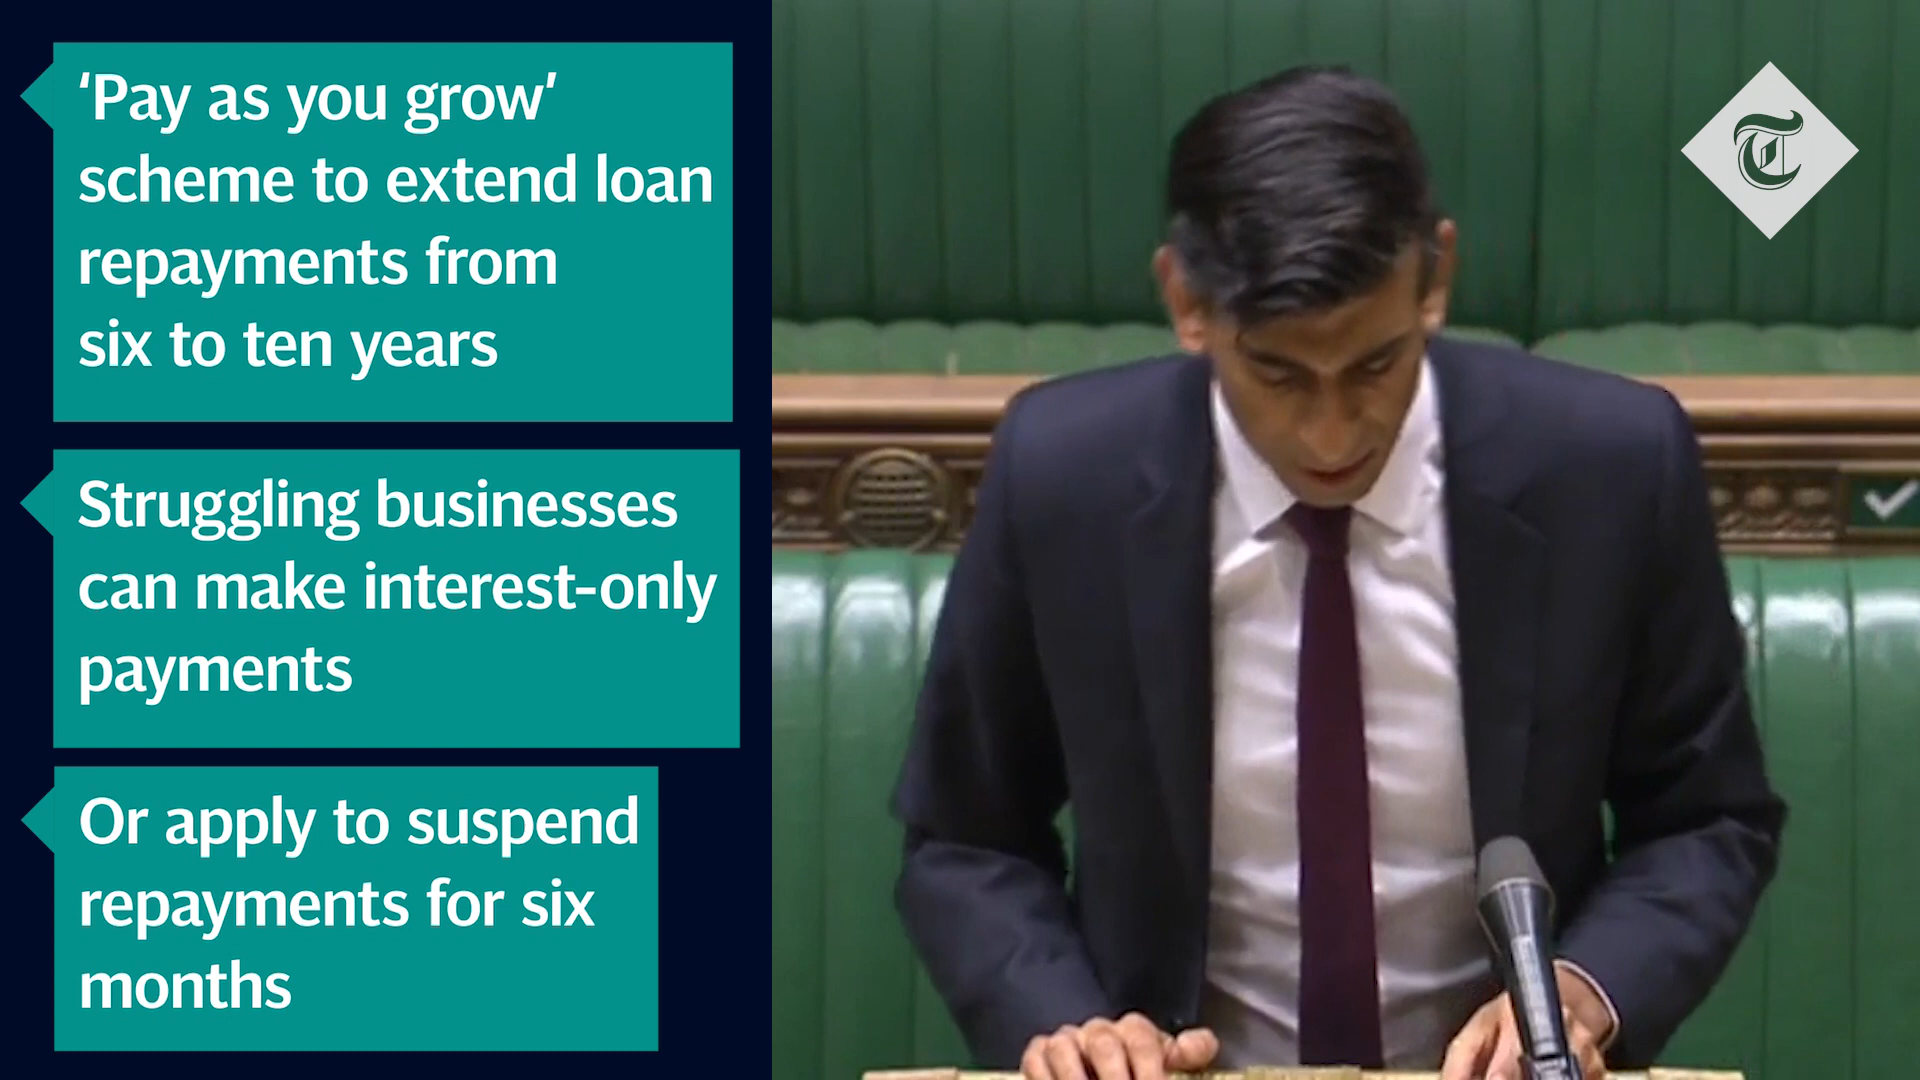 ‘Pay as you grow’
scheme to extend loan
repayments from
six to ten years
Struggling businesses
can make interest-only
payments
Or apply to suspend
repayments for six
months
T